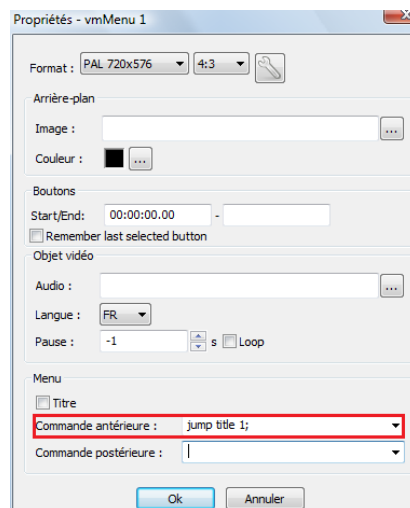 Propriétés - vmMenu 1
Format : PAL 720x576 4:3
Arrière-plan
Image : ...
Couleur : ...
Boutons
Start/End: 00:00:00.00 -
Remember last selected button
Objet vidéo
Audio : ...
Langue : FR
Pause : -1 s Loop
Menu
Titre
Commande antérieure : jump title 1;
Commande postérieure :
Ok Annuler